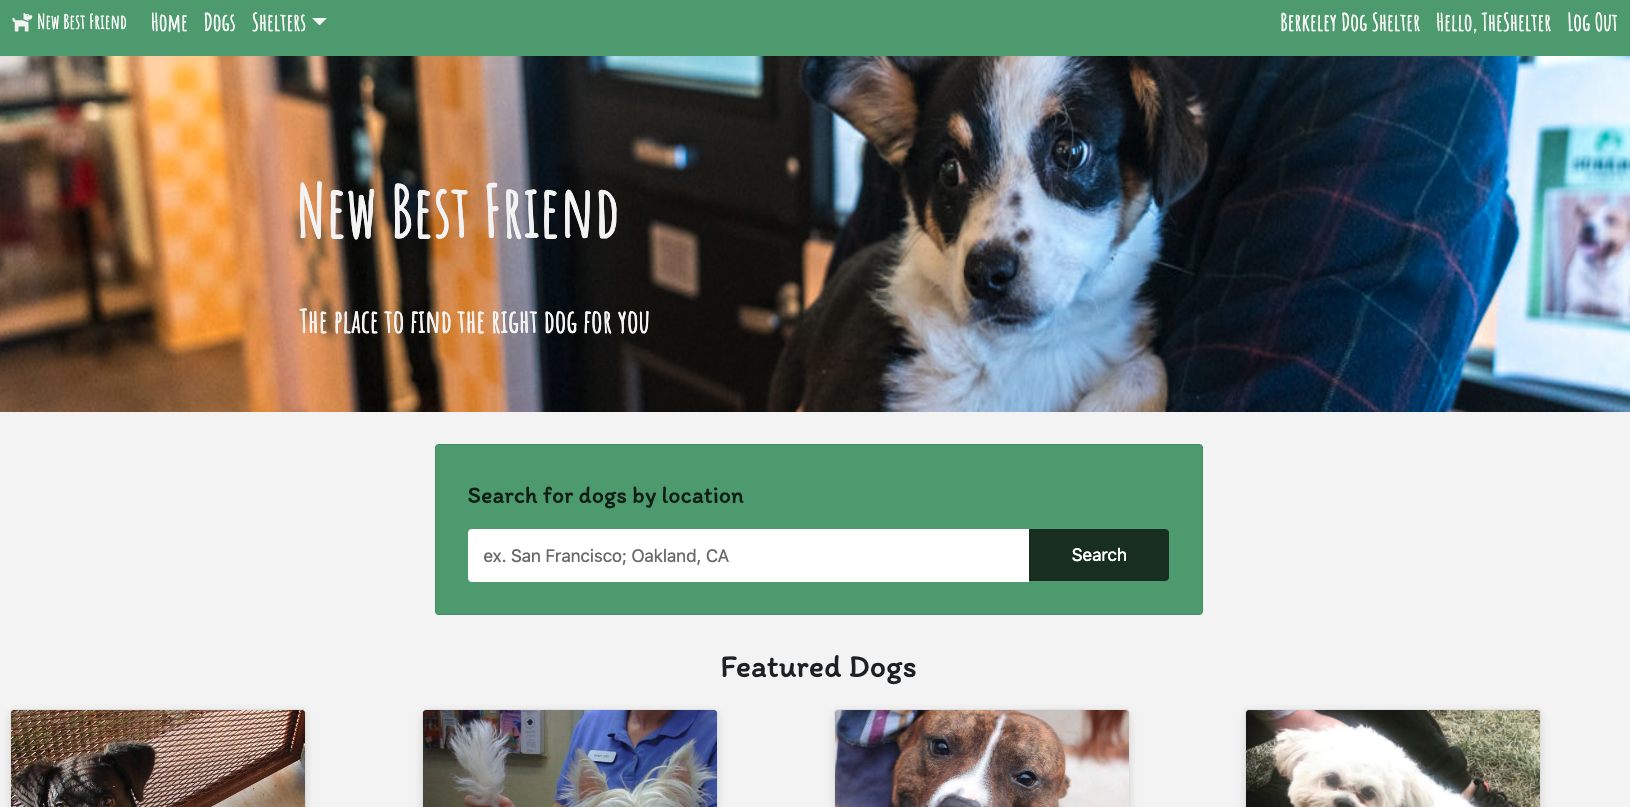 New Best Friend Home Dogs Shelters Berkeley Dog Shelter Hello, TheShelter Log Out
New Best Friend
The place to find the right dog for you
Search for dogs by location
ex. San Francisco; Oakland, CA Search
Featured Dogs